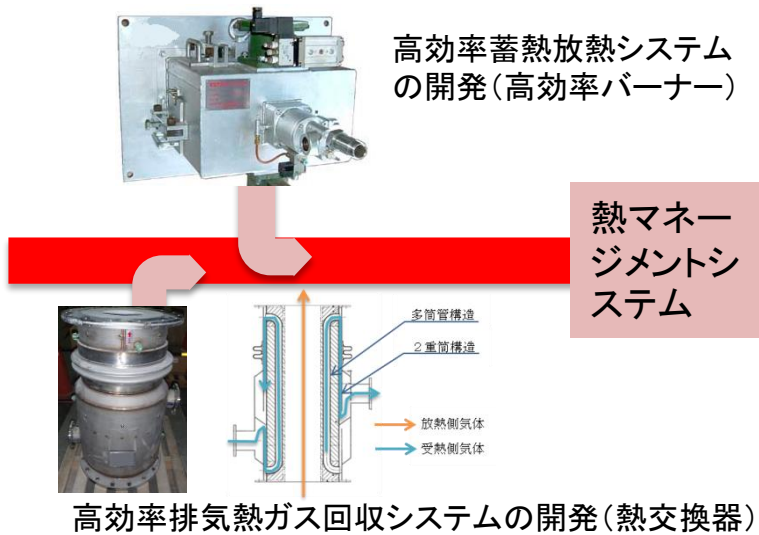 高効率蓄熱放熱システム
の開発(高効率バーナー)
熱マネー
ジメントシ
ステム
多筒管構造
２重筒構造
放熱側気体
受熱側気体
高効率排気熱ガス回収システムの開発(熱交換器)